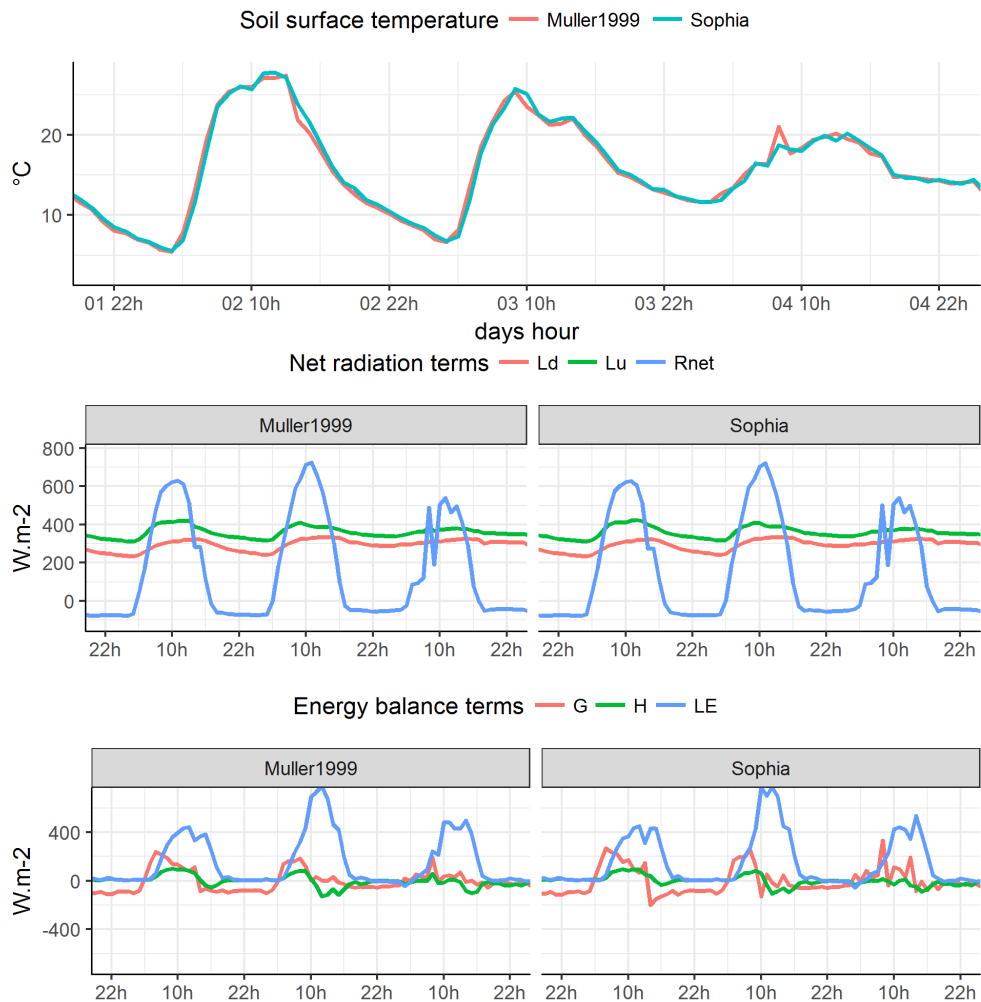 Soil surface temperature Muller1999 Sophia
20
10
°C
01 22h 02 10h 02 22h 03 10h 03 22h 04 10h 04 22h
days hour
Net radiation terms Ld Lu Rnet
Muller1999 Sophia
800
600
400
200
0
W.m-2
22h 10h 22h 10h 22h 10h 22h 22h 10h 22h 10h 22h 10h 22h
Energy balance terms G H LE
Muller1999 Sophia
400
0
-400
W.m-2
22h 10h 22h 10h 22h 10h 22h 22h 10h 22h 10h 22h 10h 22h